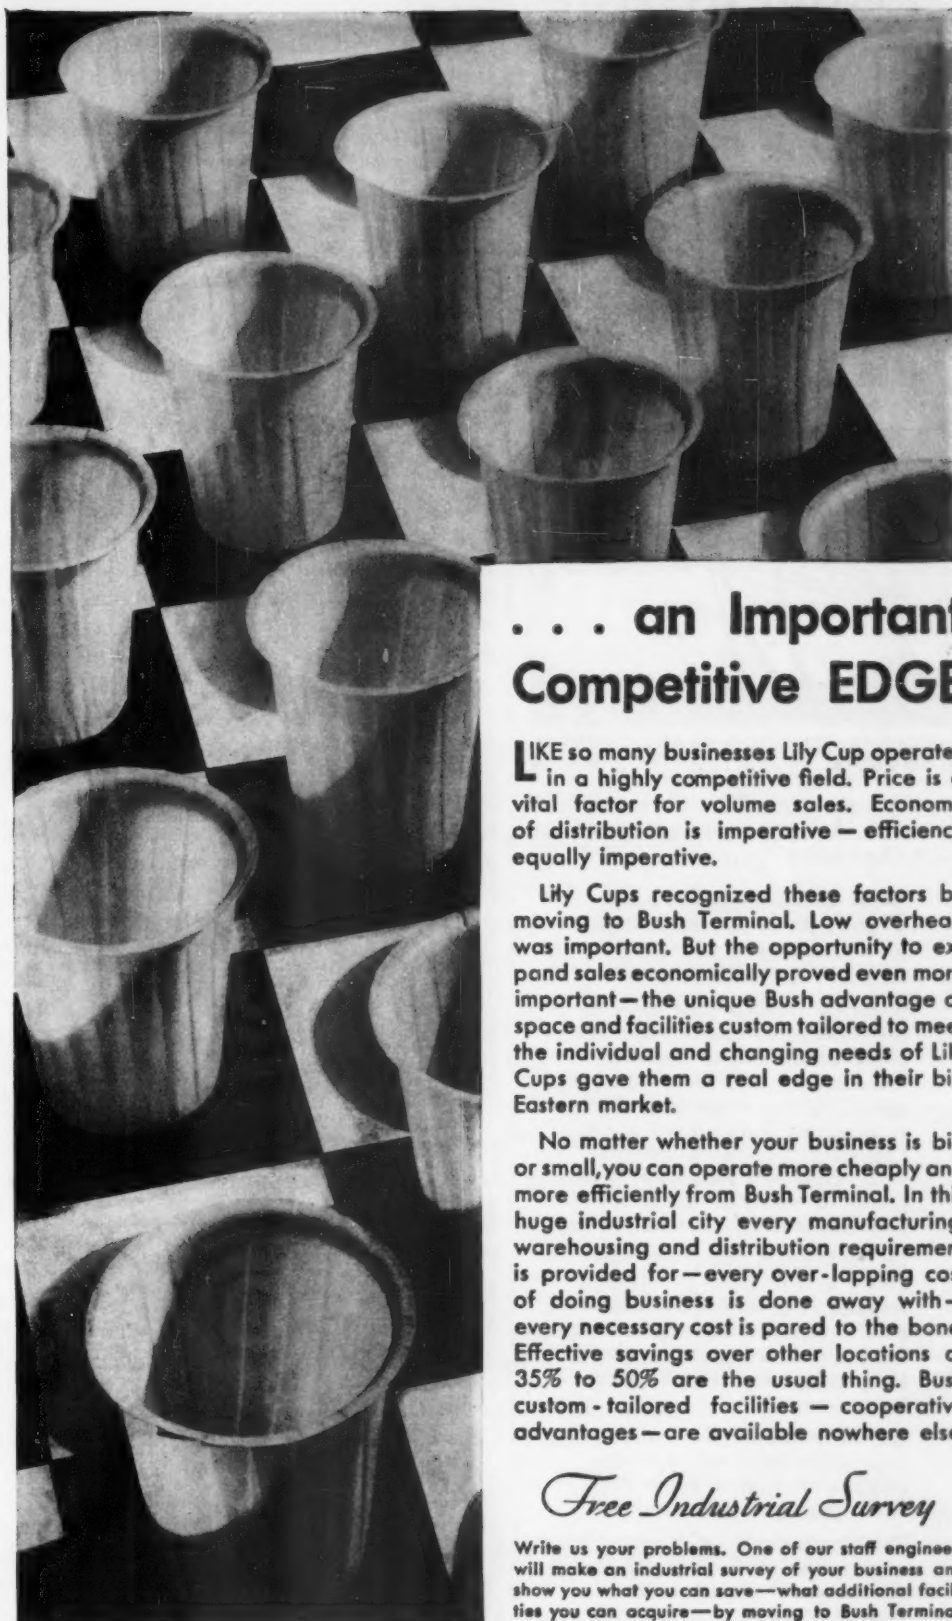 . . . an Important
Competitive EDGE
LIKE so many businesses Lily Cup operate
in a highly competitive field. Price is
vital factor for volume sales. Econom
of distribution is imperative — efficienc
equally imperative.
Lily Cups recognized these factors b
moving to Bush Terminal. Low overhea
was important. But the opportunity to ex
pand sales economically proved even mor
important—the unique Bush advantage o
space and facilities custom tailored to mee
the individual and changing needs of Lil
Cups gave them a real edge in their bi
Eastern market.
No matter whether your business is bi
or small, you can operate more cheaply an
more efficiently from Bush Terminal. In thi
huge industrial city every manufacturing
warehousing and distribution requiremen
is provided for—every over-lapping cos
of doing business is done away with-
every necessary cost is pared to the bone
Effective savings over other locations o
35% to 50% are the usual thing. Bus
custom - tailored facilities — cooperativ
advantages—are available nowhere else
Free Industrial Survey
Write us your problems. One of our staff enginee
will make an industrial survey of your business an
show you what you can save—what additional facil
ties you can acquire—by moving to Bush Termina